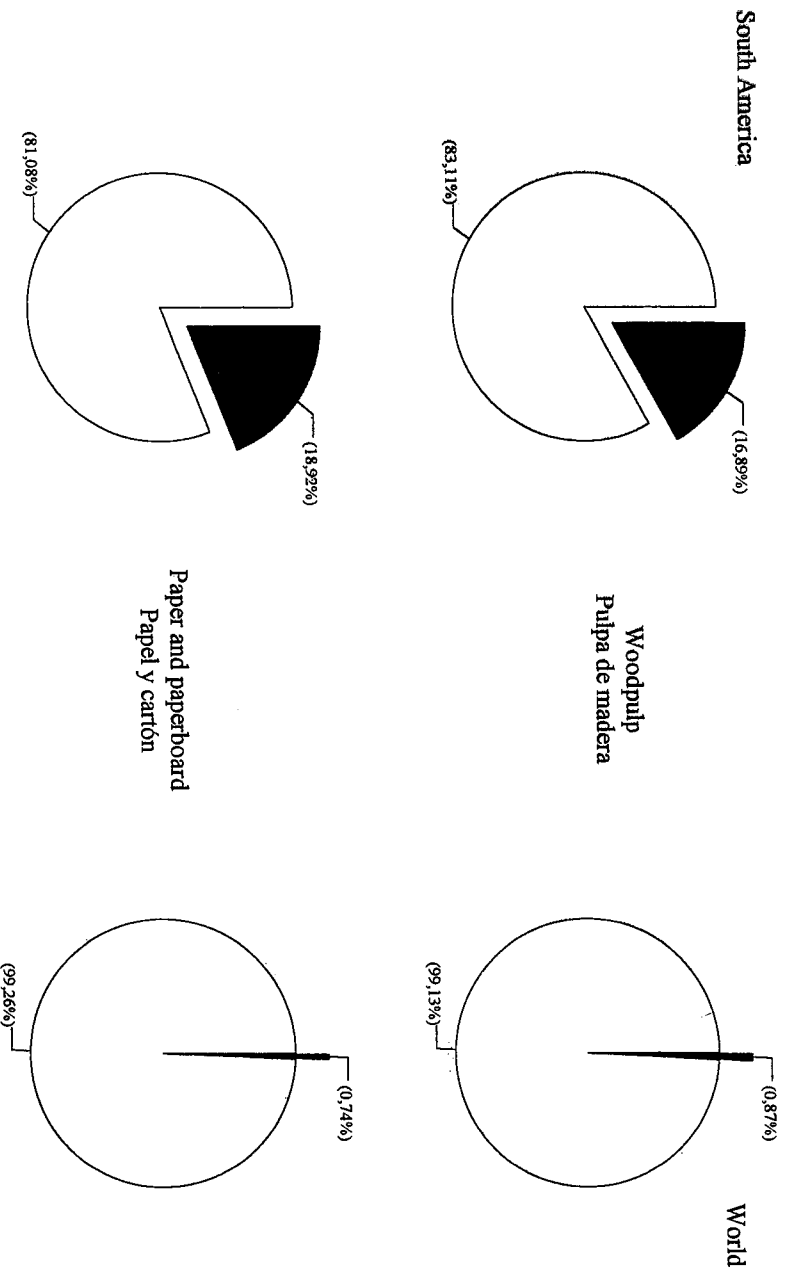 South America
World
(16,89%)
(0,87%)
Woodpulp
Pulpa de madera
(83,11%)
(99,13%)
(18,92%)
(0,74%)
Paper and paperboard
Papel y cartón
(81,08%)
(99,26%)